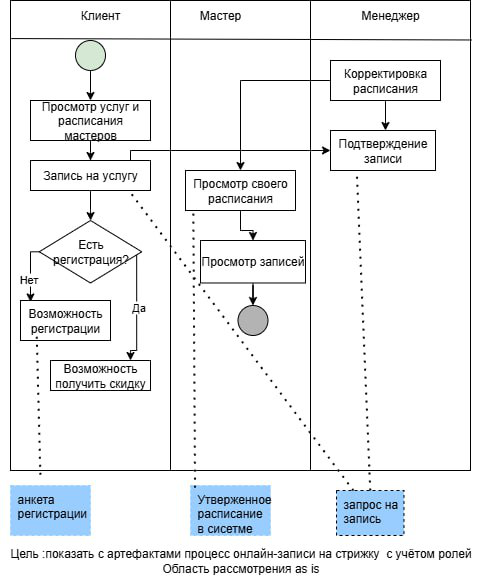 Клиент
Мастер
Менеджер
Корректировка
расписания
Просмотр услуг и
расписания
мастеров
Подтверждение
записи
Запись на услугу
Просмотр своего
расписания
Есть
регистрация?
Просмотр записей
Нет
Да
Возможность
регистрации
Возможность
получить скидку
анкета
регистрации
Утверженное
расписание
в сисетме
запрос на
запись
Цель :показать с артефактами процесс онлайн-записи на стрижку с учётом ролей
Область рассмотрения as is